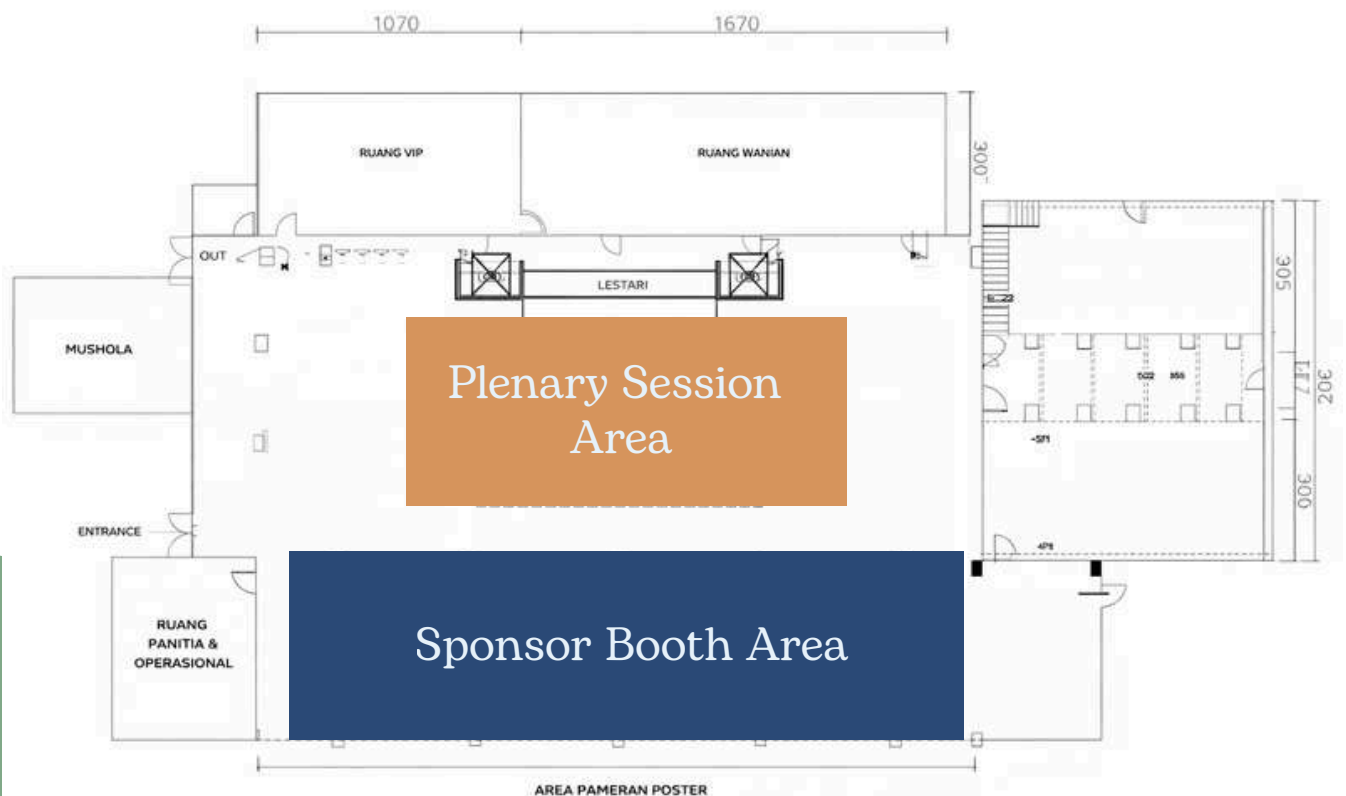 1070
1670
RUANG VIP
RUANG WANIAN
300
OUT
LESTARI
305
MUSHOLA
Plenary Session
Area
20E
ENTRANCE
300
RUANG
PANITIA &
OPERASIONAL
Sponsor Booth Area
AREA PAMERAN POSTER